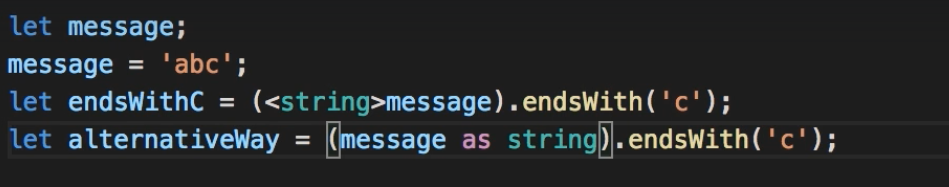 let message;
message = 'abc';
let endsWithC = (<string>message).endsWith('c');
let alternativeWay = (message as string).endsWith('c');